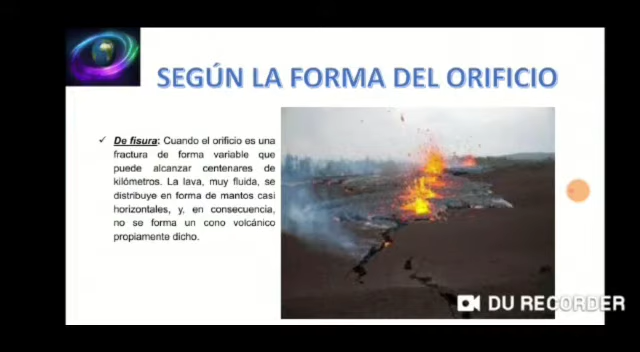 SEGÚN LA FORMA DEL ORIFICIO
✓ De fisura: Cuando el orificio es una
fractura de forma variable que
puede alcanzar centenares de
kilómetros. La lava, muy fluida, se
distribuye en forma de mantos casi
horizontales, y, en consecuencia,
no se forma un cono volcánico
propiamente dicho.
DU RECORDER